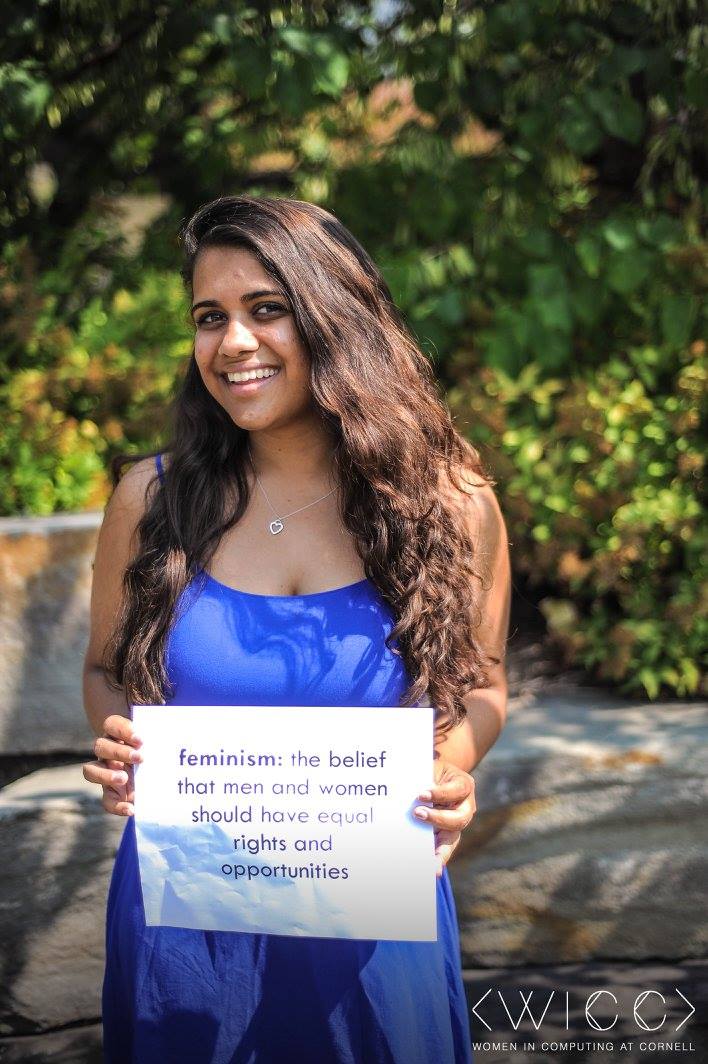 feminism: the belief
that men and women
should have equal
rights and
opportunities
<WICC>
WOMEN IN COMPUTING AT CORNELL